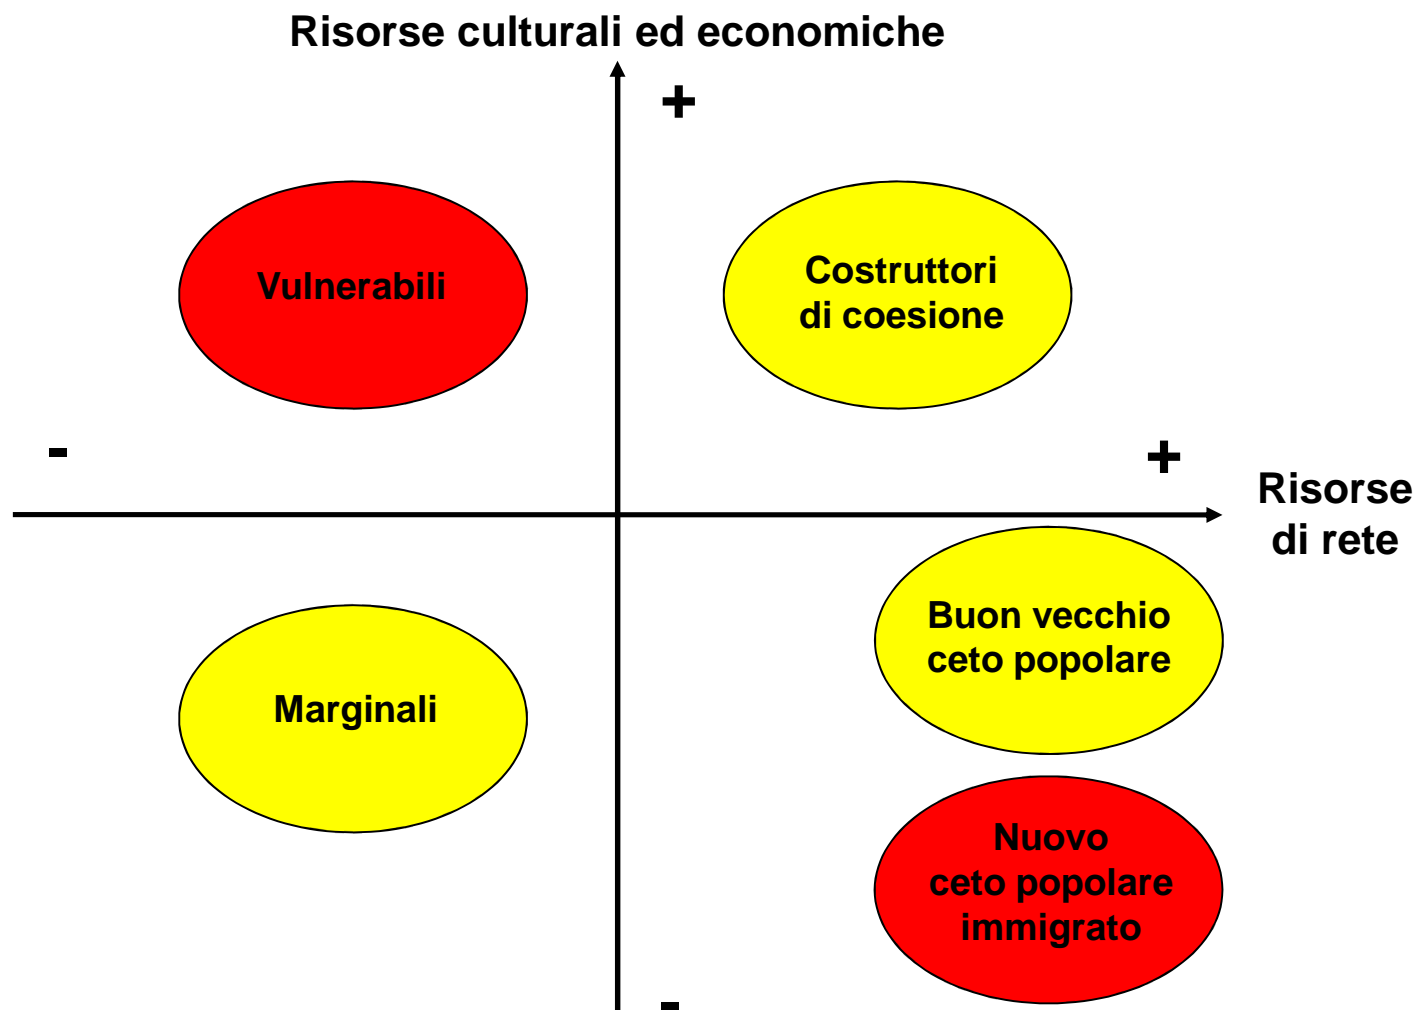 Risorse culturali ed economiche
+
Vulnerabili
Costruttori
di coesione
-
+
Risorse
di rete
Buon vecchio
ceto popolare
Marginali
Nuovo
ceto popolare
immigrato
-